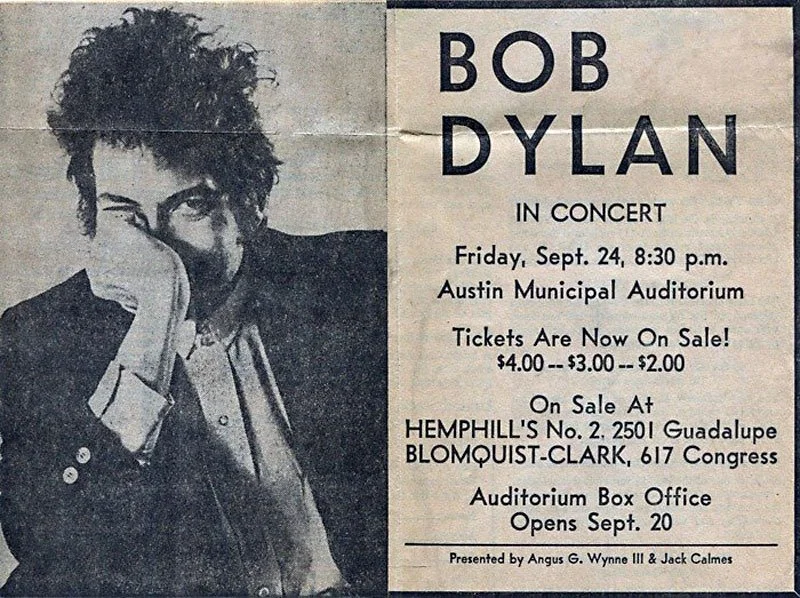 BOB
DYLAN
IN CONCERT
Friday, Sept. 24, 8:30 p.m.
Austin Municipal Auditorium
Tickets Are Now On Sale!
$4.00 -- $3.00 -- $2.00
On Sale At
HEMPHILL'S No. 2, 2501 Guadalupe
BLOMQUIST-CLARK, 617 Congress
Auditorium Box Office
Opens Sept. 20
Presented by Angus G. Wynne III & Jack Calmes